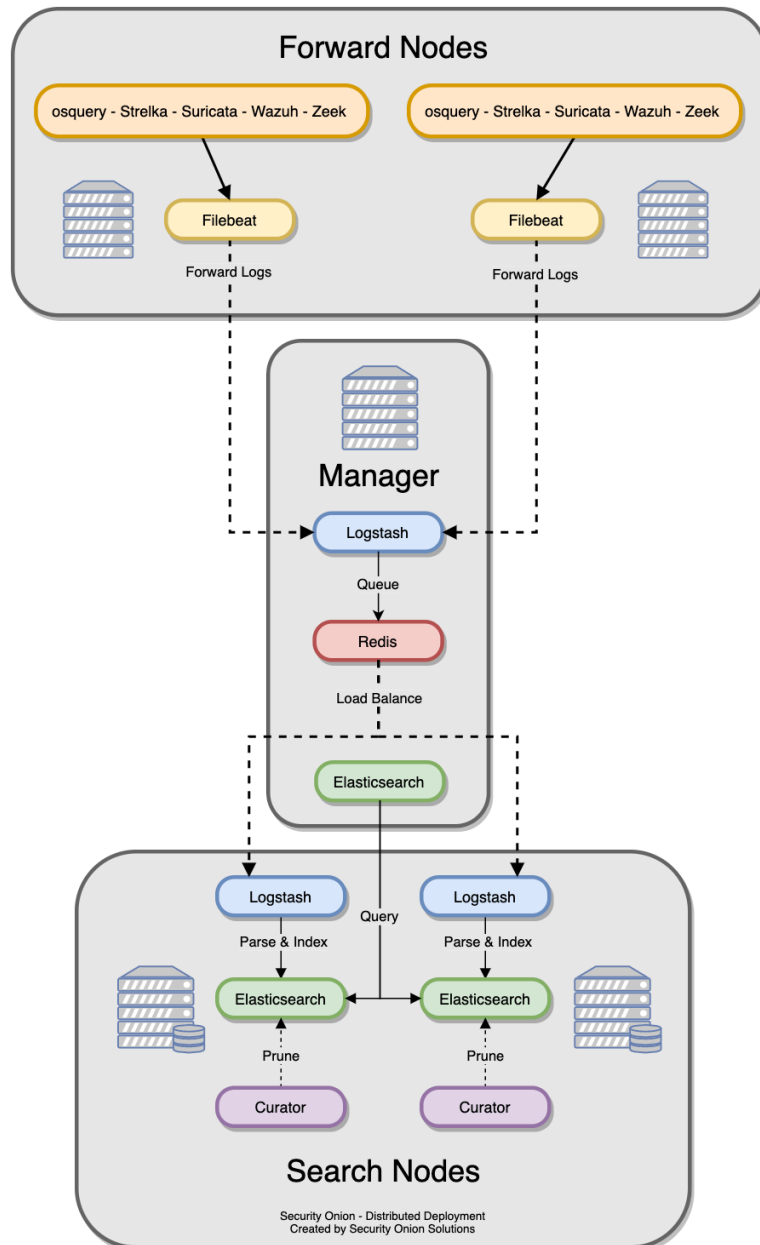 Forward Nodes
osquery - Strelka - Suricata - Wazuh - Zeek
osquery - Strelka - Suricata - Wazuh - Zeek
Filebeat
Filebeat
Forward Logs
Forward Logs
Manager
Logstash
Queue
Redis
Load Balance
Elasticsearch
Logstash
Logstash
Query
Parse & Index
Parse & Index
Elasticsearch
Elasticsearch
Prune
Prune
Curator
Curator
Search Nodes
Security Onion - Distributed Deployment
Created by Security Onion Solutions